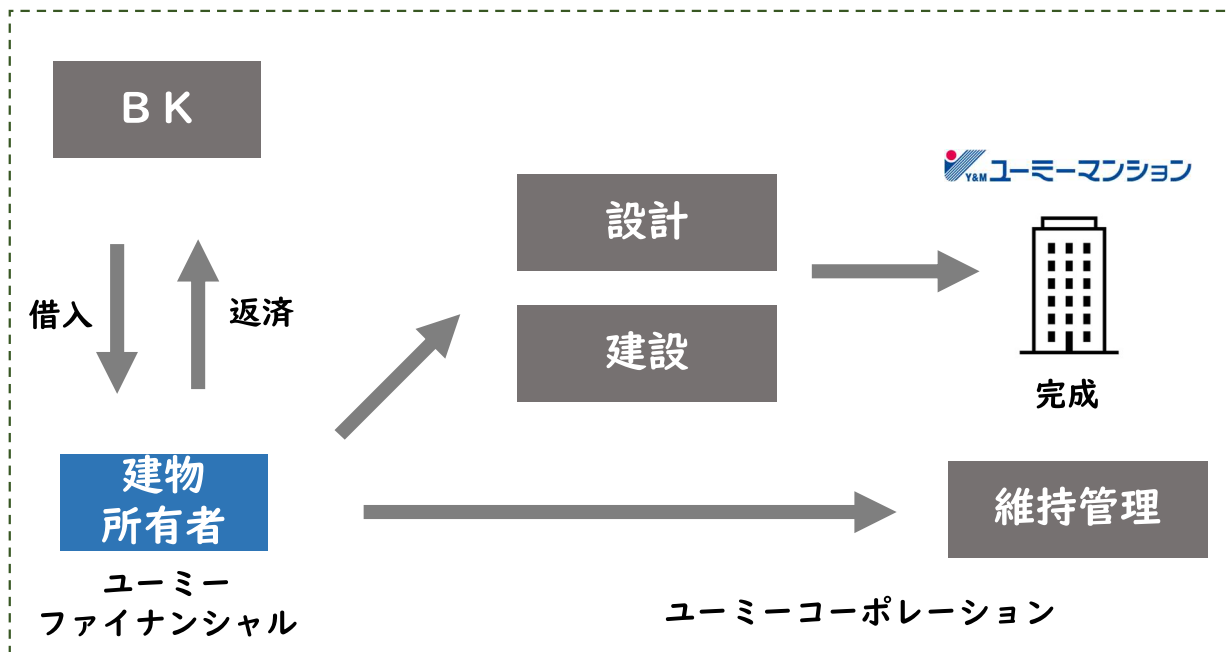 BK
借入
返済
設計
建設
Y&M ユーミーマンション
完成
建物
所有者
維持管理
ユーミー
ファイナンシャル
ユーミーコーポレーション